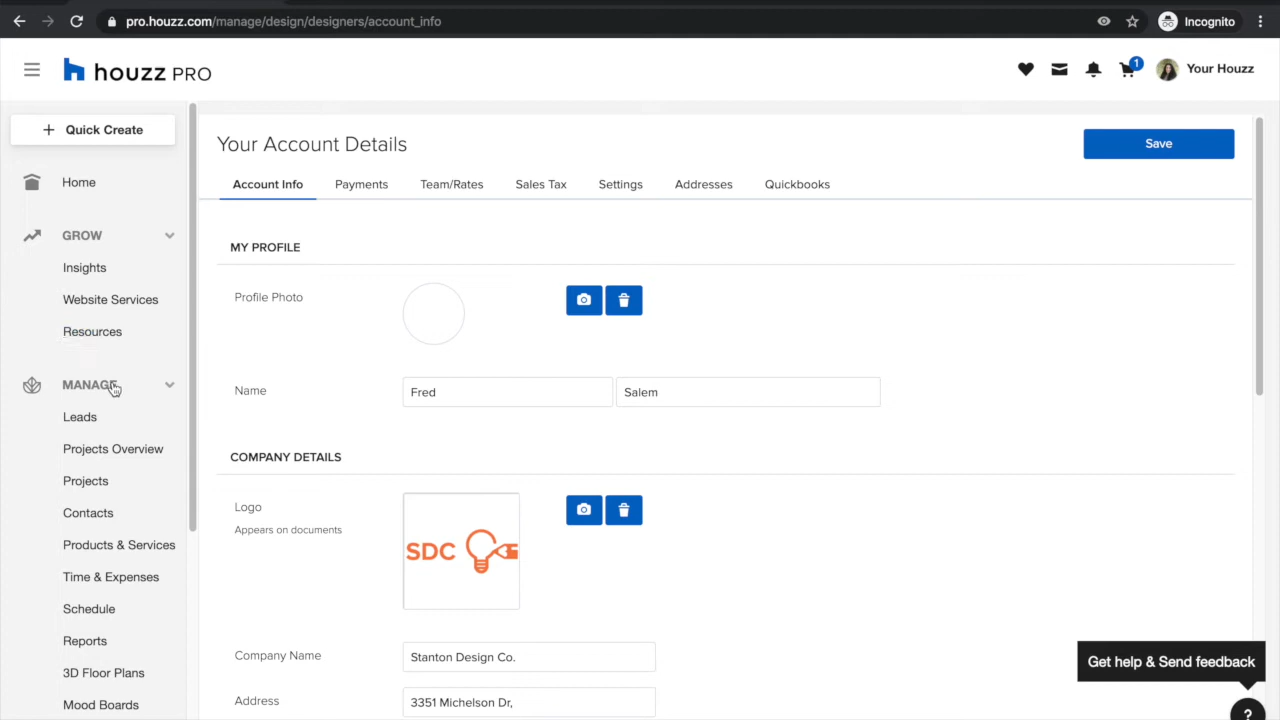 pro.houzz.com/manage/design/designers/account_info
Incognito
houzz PRO
1
Your Houzz
+ Quick Create
Home
GROW
Insights
Website Services
Resources
MANAGE
Leads
Projects Overview
Projects
Contacts
Products & Services
Time & Expenses
Schedule
Reports
3D Floor Plans
Mood Boards
Your Account Details
Save
Account Info
Payments
Team/Rates
Sales Tax
Settings
Addresses
Quickbooks
MY PROFILE
Profile Photo
Name
Fred
Salem
COMPANY DETAILS
Logo
Appears on documents
SDC
Company Name
Stanton Design Co.
Address
3351 Michelson Dr,
Get help & Send feedback
?